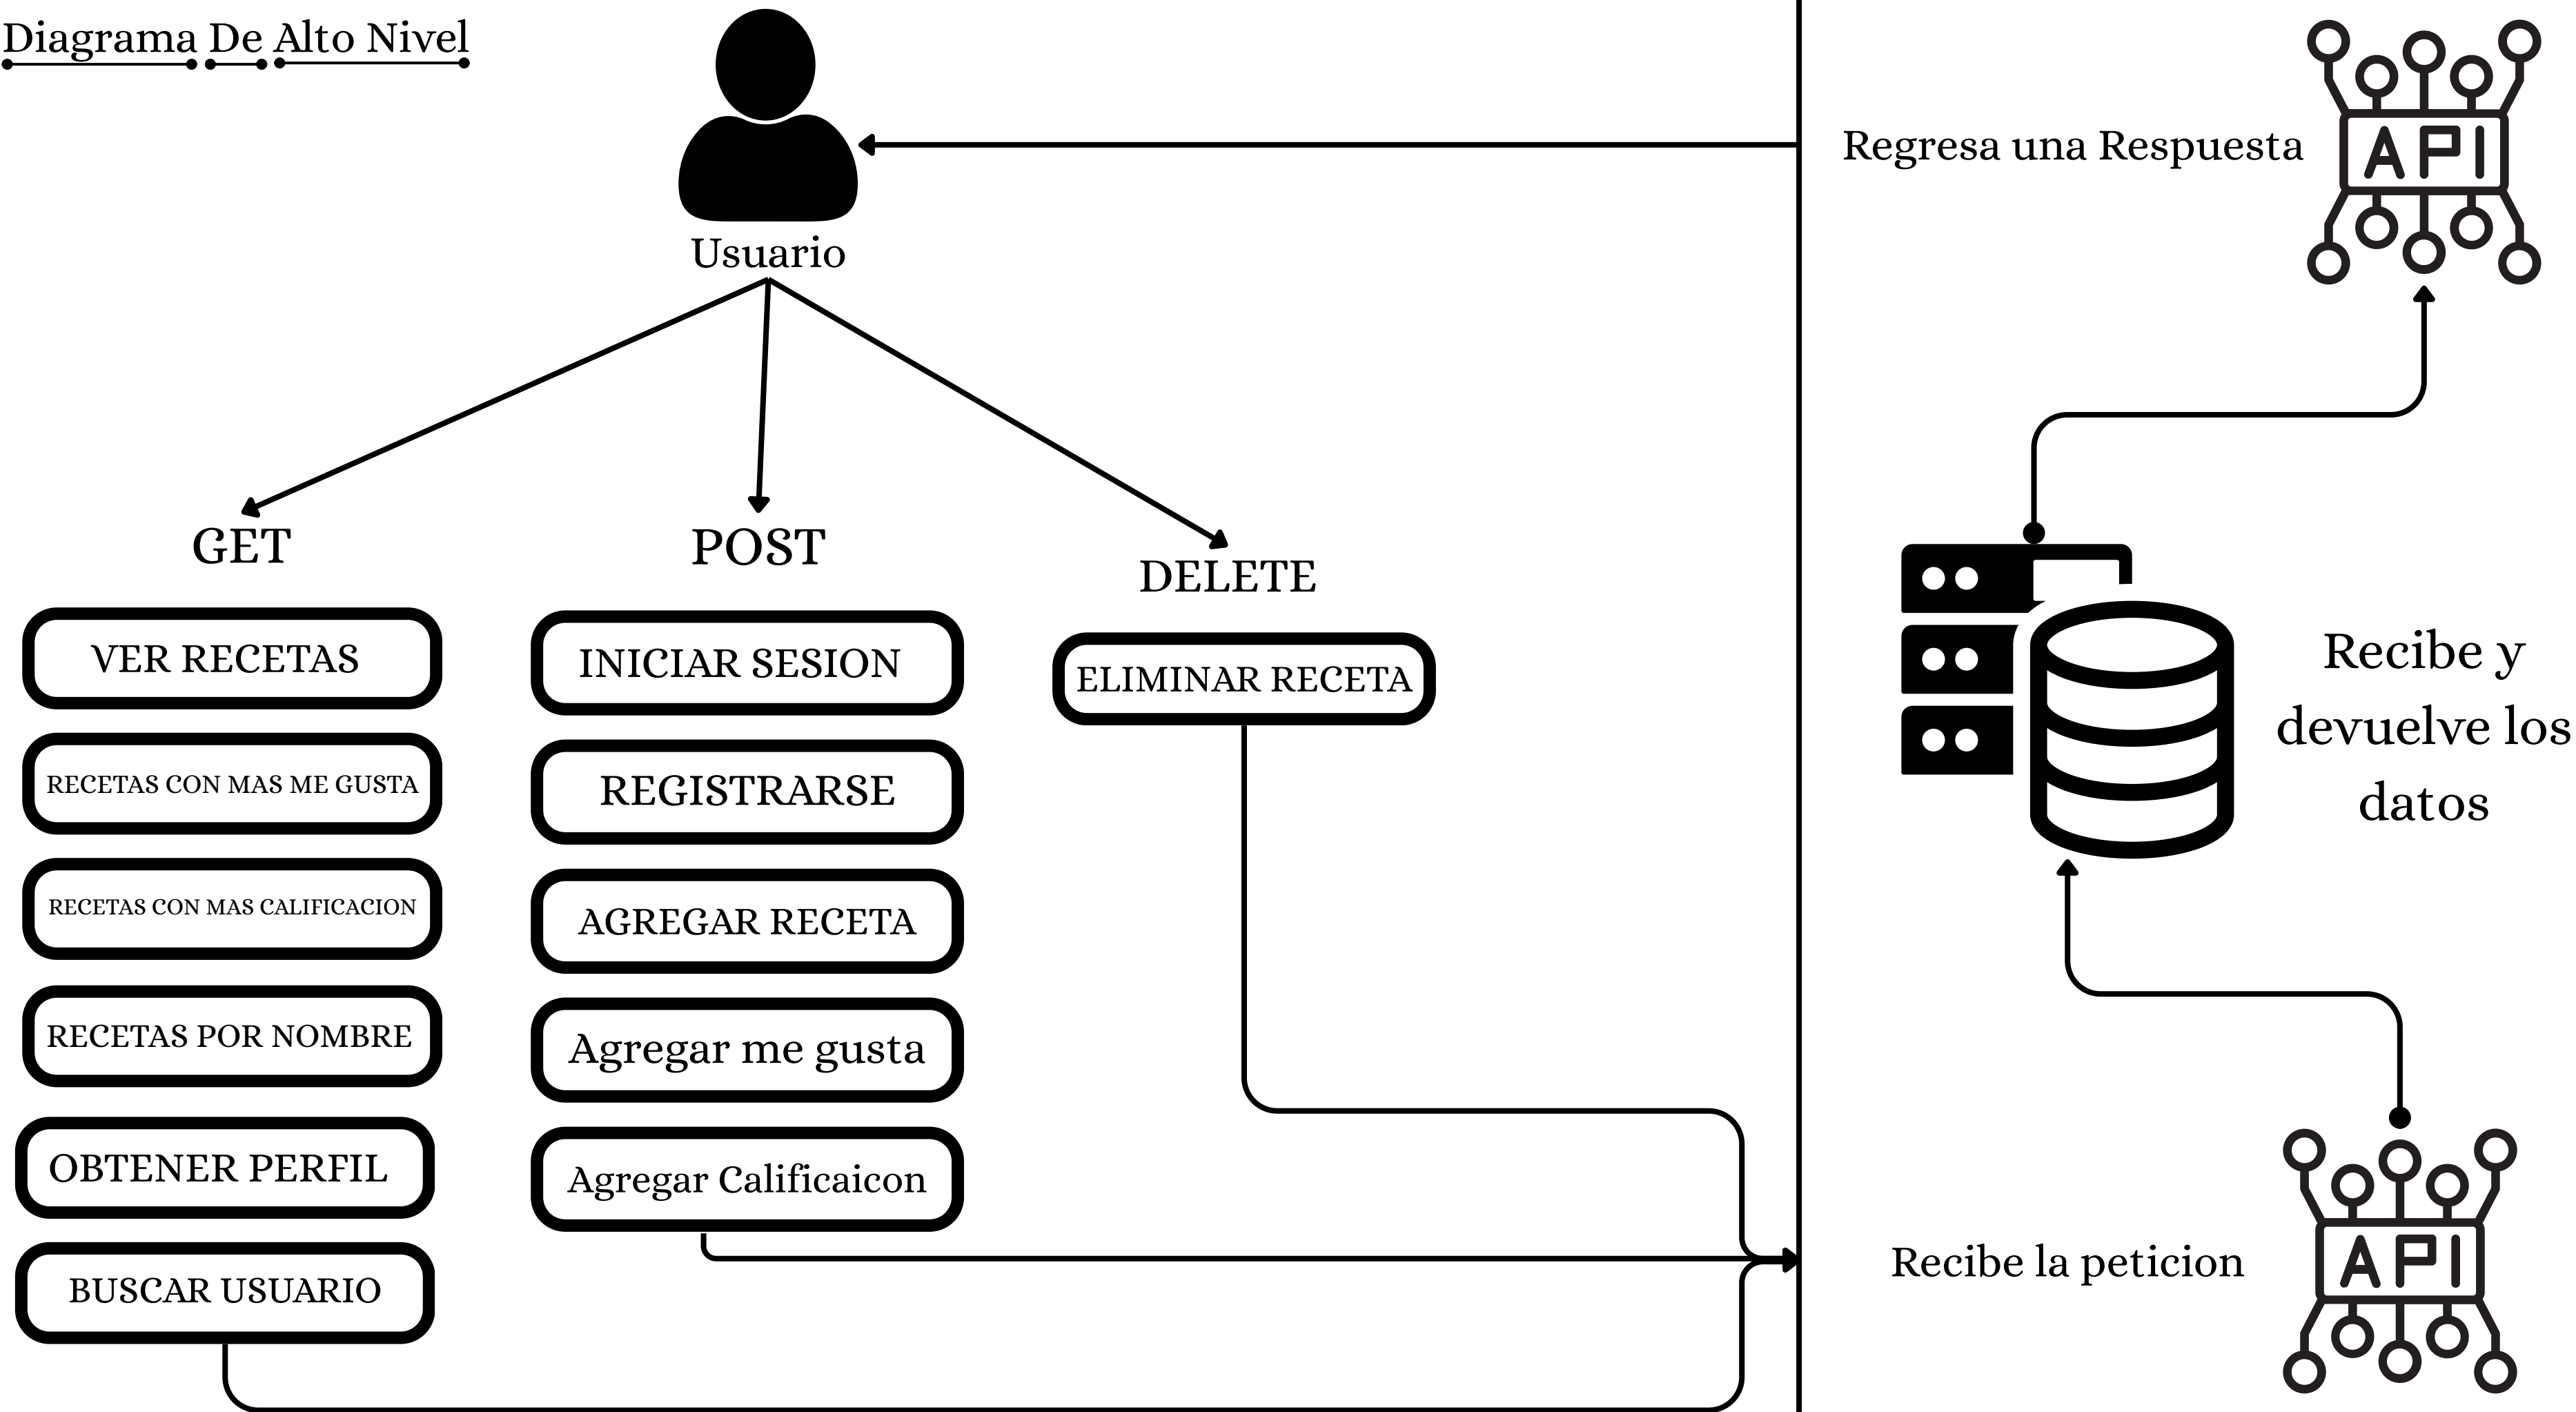 Diagrama De Alto Nivel
Usuario
GET
VER RECETAS
RECETAS CON MAS ME GUSTA
RECETAS CON MAS CALIFICACION
RECETAS POR NOMBRE
OBTENER PERFIL
BUSCAR USUARIO
POST
INICIAR SESION
REGISTRARSE
AGREGAR RECETA
Agregar me gusta
Agregar Calificaicon
DELETE
ELIMINAR RECETA
Regresa una Respuesta
API
Recibe y
devuelve los
datos
Recibe la peticion
API